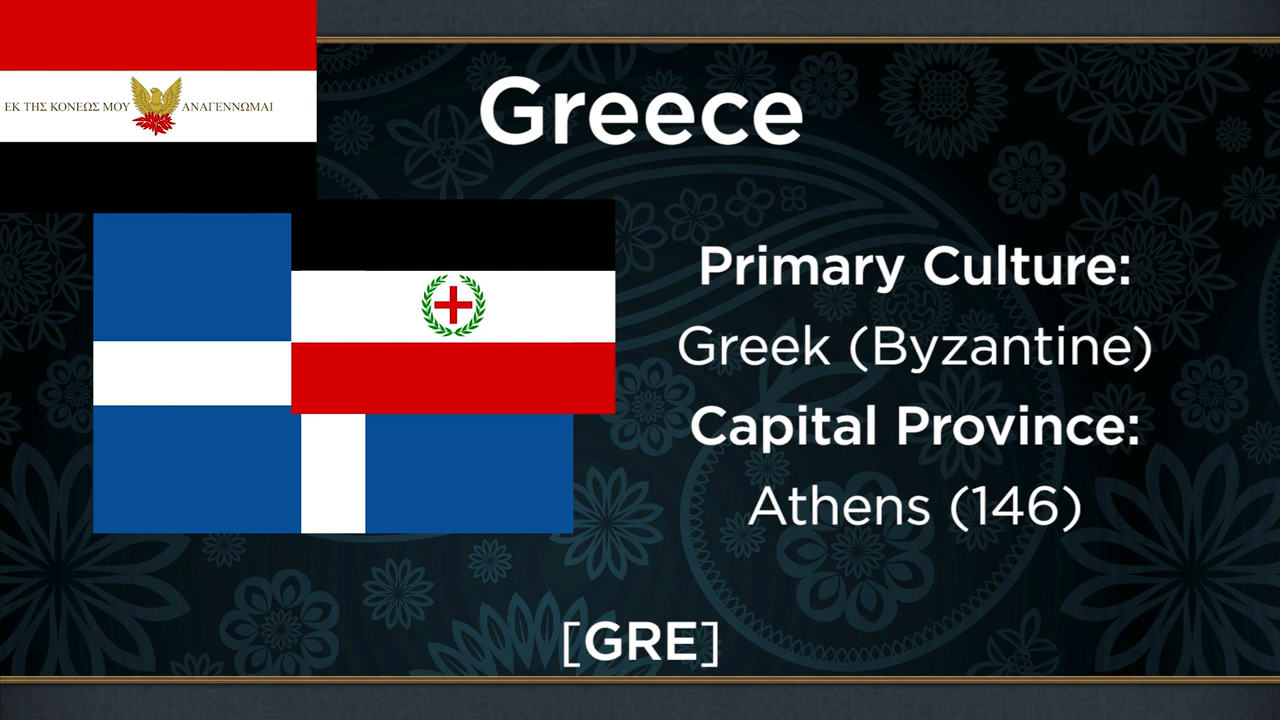 Greece
ΕΚ ΤΗΣ ΚΟΝΕΩΣ ΜΟΥ ΑΝΑΓΕΝΝΩΜΑΙ
Primary Culture:
Greek (Byzantine)
Capital Province:
Athens (146)
[GRE]